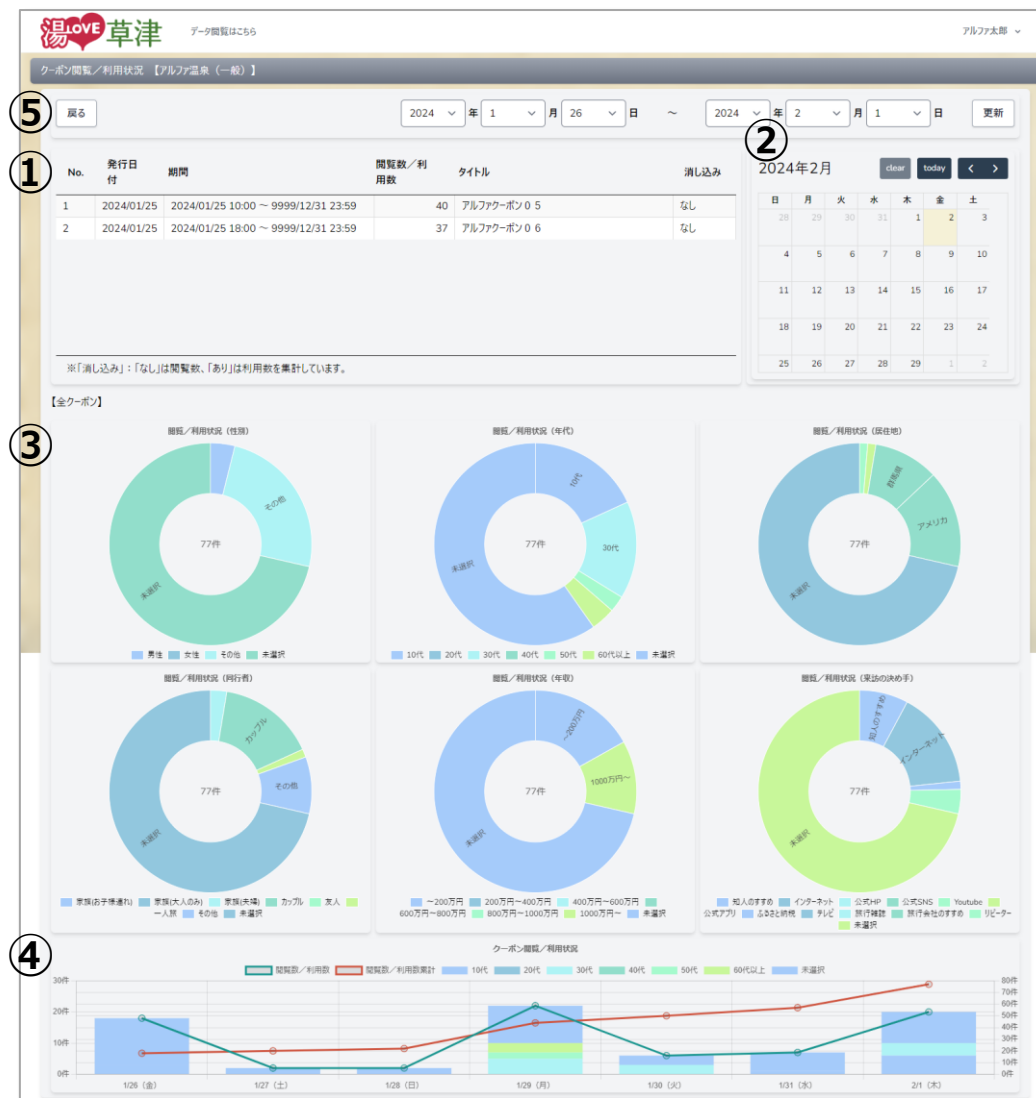 湯LOVE草津 データ閲覧はこちら アルファ太郎
クーポン閲覧／利用状況 【アルファ温泉（一般）】
⑤ 戻る 2024 年 1 月 26 日 ～ 2024 年 2 月 1 日 更新
① No. 発行日付 期間 閲覧数／利用数 タイトル 消し込み
1 2024/01/25 2024/01/25 10:00 ～ 9999/12/31 23:59 40 アルファクーポン０５ なし
2 2024/01/25 2024/01/25 18:00 ～ 9999/12/31 23:59 37 アルファクーポン０６ なし
※「消し込み」：「なし」は閲覧数、「あり」は利用数を集計しています。
②
2024年2月 clear today < >
日 月 火 水 木 金 土
28 29 30 31 1 2 3
4 5 6 7 8 9 10
11 12 13 14 15 16 17
18 19 20 21 22 23 24
25 26 27 28 29 1 2
【全クーポン】
③
閲覧／利用状況（性別）
その他
77件
未選択
男性 女性 その他 未選択
閲覧／利用状況（年代）
10代
30代
77件
未選択
10代 20代 30代 40代 50代 60代以上 未選択
閲覧／利用状況（居住地）
群馬県
アメリカ
77件
未選択
閲覧／利用状況（同行者）
カップル
その他
77件
未選択
家族(お子様連れ) 家族(大人のみ) 家族(夫婦) カップル 友人
一人旅 その他 未選択
閲覧／利用状況（年収）
～200万円
1000万円～
77件
未選択
～200万円 200万円～400万円 400万円～600万円
600万円～800万円 800万円～1000万円 1000万円～ 未選択
閲覧／利用状況（来訪の決め手）
知人のすすめ
インターネット
77件
未選択
知人のすすめ インターネット 公式HP 公式SNS Youtube
公式アプリ ふるさと納税 テレビ 旅行雑誌 旅行会社のすすめ リピーター
未選択
④
クーポン閲覧／利用状況
閲覧数／利用数 閲覧数／利用数累計 10代 20代 30代 40代 50代 60代以上 未選択
30件
20件
10件
0件
80件
70件
60件
50件
40件
30件
20件
10件
0件
1/26（金） 1/27（土） 1/28（日） 1/29（月） 1/30（火） 1/31（水） 2/1（木）